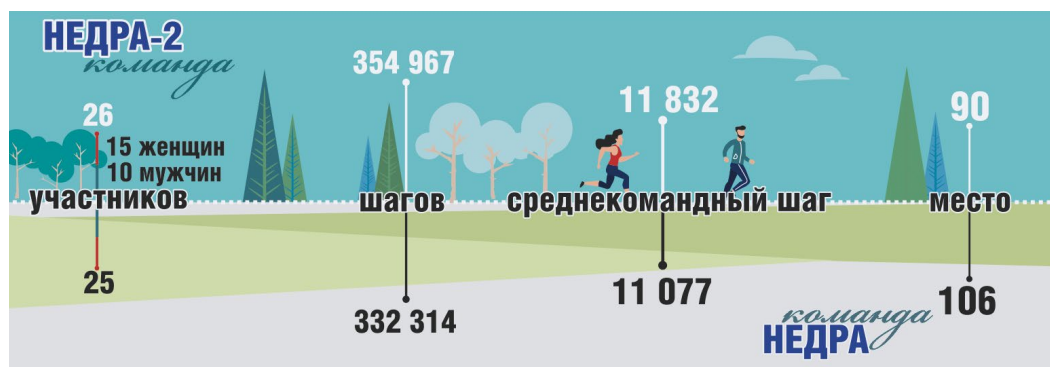 НЕДРА-2
команда
26
15 женщин
10 мужчин
участников
25
354 967
шагов
332 314
11 832
среднекомандный шаг
11 077
90
место
106
команда
НЕДРА